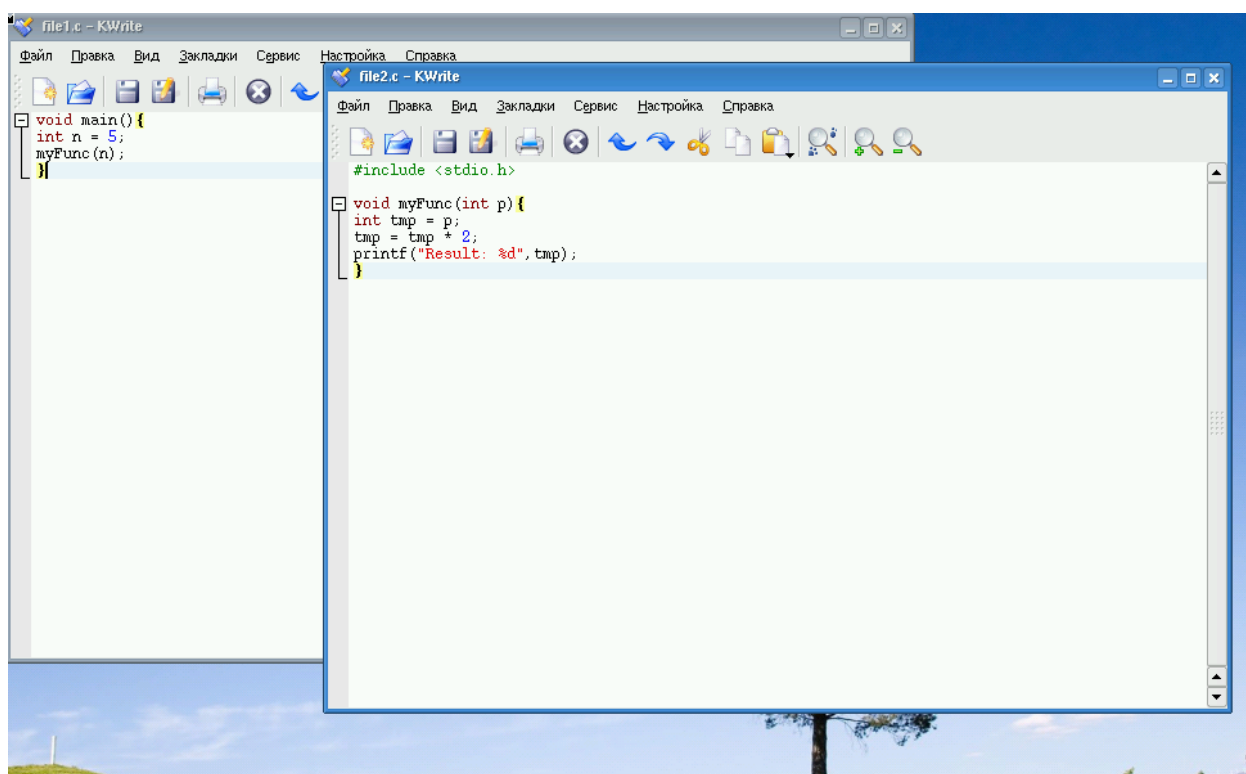 file1.c – KWrite
Файл Правка Вид Закладки Сервис Настройка Справка
void main(){
int n = 5;
myFunc(n);
}
file2.c – KWrite
Файл Правка Вид Закладки Сервис Настройка Справка
#include <stdio.h>
void myFunc(int p){
int tmp = p;
tmp = tmp * 2;
printf("Result: %d",tmp);
}